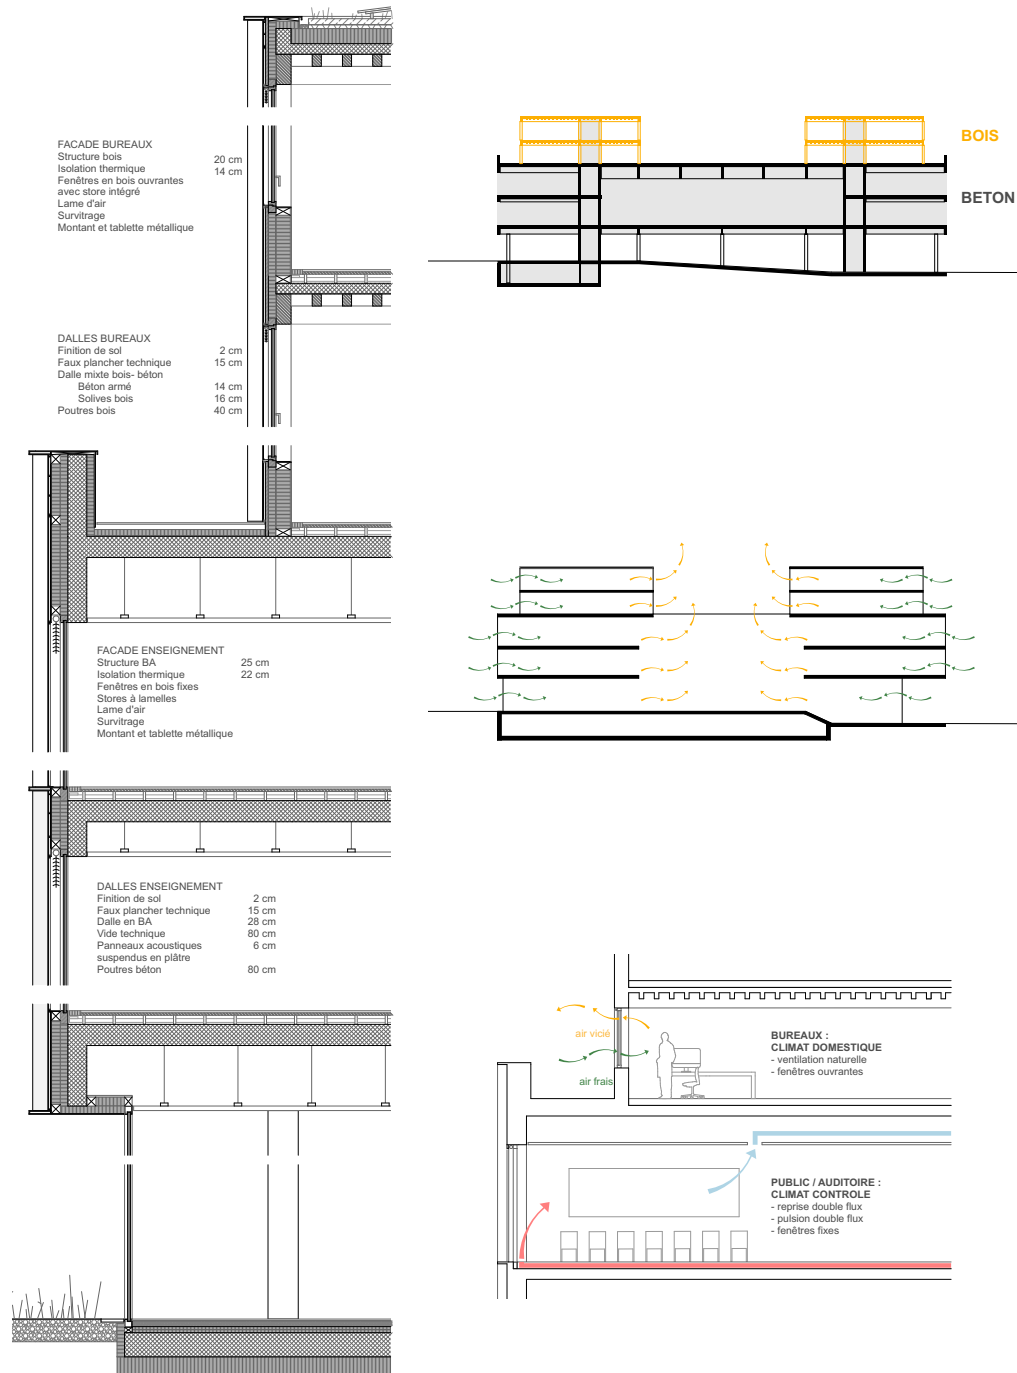 FACADE BUREAUX
Structure bois 20 cm
Isolation thermique 14 cm
Fenêtres en bois ouvrantes
avec store intégré
Lame d'air
Survitrage
Montant et tablette métallique
DALLES BUREAUX
Finition de sol 2 cm
Faux plancher technique 15 cm
Dalle mixte bois- béton
Béton armé 14 cm
Solives bois 16 cm
Poutres bois 40 cm
FACADE ENSEIGNEMENT
Structure BA 25 cm
Isolation thermique 22 cm
Fenêtres en bois fixes
Stores à lamelles
Lame d'air
Survitrage
Montant et tablette métallique
DALLES ENSEIGNEMENT
Finition de sol 2 cm
Faux plancher technique 15 cm
Dalle en BA 28 cm
Vide technique 80 cm
Panneaux acoustiques 6 cm
suspendus en plâtre
Poutres béton 80 cm
BOIS
BETON
air vicié
air frais
BUREAUX :
CLIMAT DOMESTIQUE
- ventilation naturelle
- fenêtres ouvrantes
PUBLIC / AUDITOIRE :
CLIMAT CONTROLE
- reprise double flux
- pulsion double flux
- fenêtres fixes